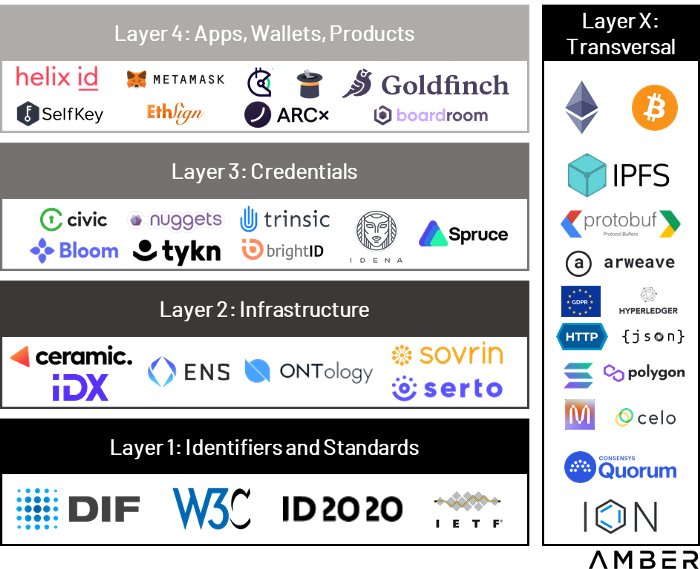 Layer 4: Apps, Wallets, Products
helix id
METAMASK
Goldfinch
SelfKey
EthSign
ARCx
boardroom
Layer 3: Credentials
civic
nuggets
trinsic
IDENA
Spruce
Bloom
tykn
brightID
Layer 2: Infrastructure
ceramic.
iDX
ENS
ONTology
sovrin
serto
Layer 1: Identifiers and Standards
DIF
W3C
ID2020
IETF
Layer X:
Transversal
IPFS
protobuf
Protocol Buffers
a arweave
GDPR
HYPERLEDGER
HTTP
{json}
polygon
M
celo
CONSENSYS
Quorum
ION
AMBER